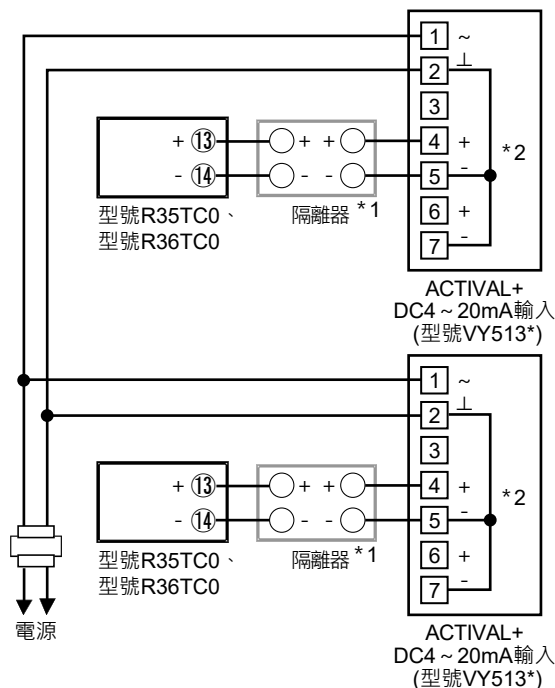 1 ~
2 ⊥
3
+ ⑬ + + 4 +
*2
- ⑭ - - 5 -
6 +
7 -
型號R35TC0、
型號R36TC0
隔離器 *1
ACTIVAL+
DC4~20mA輸入
(型號VY513*)
1 ~
2 ⊥
3
+ ⑬ + + 4 +
*2
- ⑭ - - 5 -
6 +
7 -
型號R35TC0、
型號R36TC0
隔離器 *1
電源
ACTIVAL+
DC4~20mA輸入
(型號VY513*)